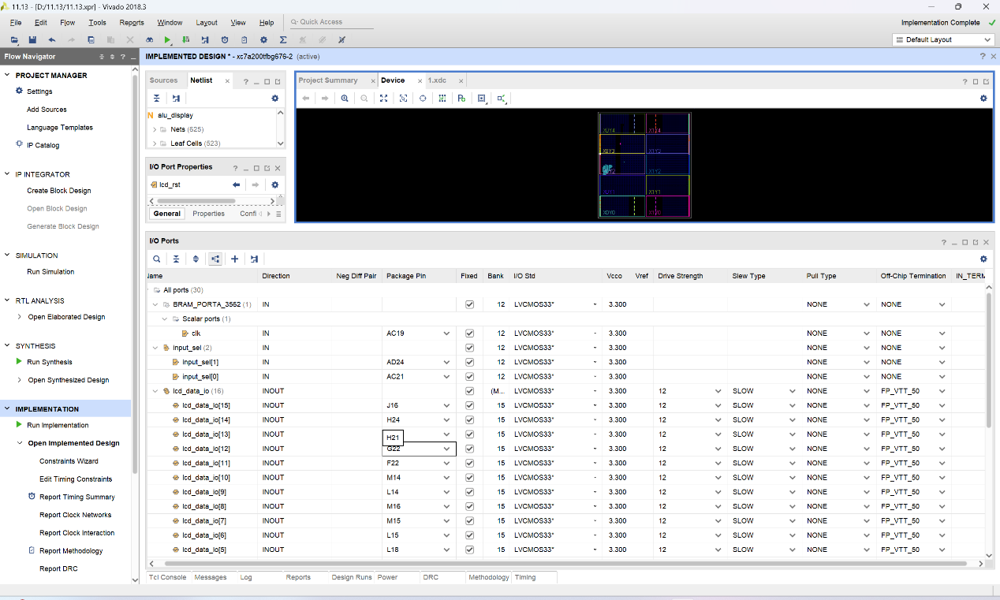 11.13 - [D:/11.13/11.13.xpr] - Vivado 2018.3
File Edit Flow Tools Reports Window Layout View Help Quick Access Implementation Complete
Default Layout
Flow Navigator
IMPLEMENTED DESIGN * - xc7a200tfbg676-2 (active)
PROJECT MANAGER
Settings
Add Sources
Language Templates
IP Catalog
IP INTEGRATOR
Create Block Design
Open Block Design
Generate Block Design
SIMULATION
Run Simulation
RTL ANALYSIS
Open Elaborated Design
SYNTHESIS
Run Synthesis
Open Synthesized Design
IMPLEMENTATION
Run Implementation
Open Implemented Design
Constraints Wizard
Edit Timing Constraints
Report Timing Summary
Report Clock Networks
Report Clock Interaction
Report Methodology
Report DRC
Sources Netlist
N alu_display
Nets (625)
Leaf Cells (523)
I/O Port Properties
lcd_rst
General Properties Confi
Project Summary Device 1.xdc
X0Y4 X1Y4
X0Y3 X1Y3
X1Y2
X0Y1 X1Y1
X0Y0 X1Y0
I/O Ports
Name Direction Neg Diff Pair Package Pin Fixed Bank I/O Std Vcco Vref Drive Strength Slew Type Pull Type Off-Chip Termination IN_TERM
All ports (30)
BRAM_PORTA_3562 (1) IN 12 LVCMOS33* 3.300 NONE NONE
Scalar ports (1)
clk IN AC19 12 LVCMOS33* 3.300 NONE NONE
input_sel (2) IN 12 LVCMOS33* 3.300 NONE NONE
input_sel[1] IN AD24 12 LVCMOS33* 3.300 NONE NONE
input_sel[0] IN AC21 12 LVCMOS33* 3.300 NONE NONE
lcd_data_io (16) INOUT (M... LVCMOS33* 3.300 12 SLOW NONE FP_VTT_50
lcd_data_io[15] INOUT J16 15 LVCMOS33* 3.300 12 SLOW NONE FP_VTT_50
lcd_data_io[14] INOUT H24 15 LVCMOS33* 3.300 12 SLOW NONE FP_VTT_50
lcd_data_io[13] INOUT H21 15 LVCMOS33* 3.300 12 SLOW NONE FP_VTT_50
lcd_data_io[12] INOUT G22 15 LVCMOS33* 3.300 12 SLOW NONE FP_VTT_50
lcd_data_io[11] INOUT F22 15 LVCMOS33* 3.300 12 SLOW NONE FP_VTT_50
lcd_data_io[10] INOUT M14 15 LVCMOS33* 3.300 12 SLOW NONE FP_VTT_50
lcd_data_io[9] INOUT L14 15 LVCMOS33* 3.300 12 SLOW NONE FP_VTT_50
lcd_data_io[8] INOUT M16 15 LVCMOS33* 3.300 12 SLOW NONE FP_VTT_50
lcd_data_io[7] INOUT M15 15 LVCMOS33* 3.300 12 SLOW NONE FP_VTT_50
lcd_data_io[6] INOUT L15 15 LVCMOS33* 3.300 12 SLOW NONE FP_VTT_50
lcd_data_io[5] INOUT L18 15 LVCMOS33* 3.300 12 SLOW NONE FP_VTT_50
Tcl Console Messages Log Reports Design Runs Power DRC Methodology Timing